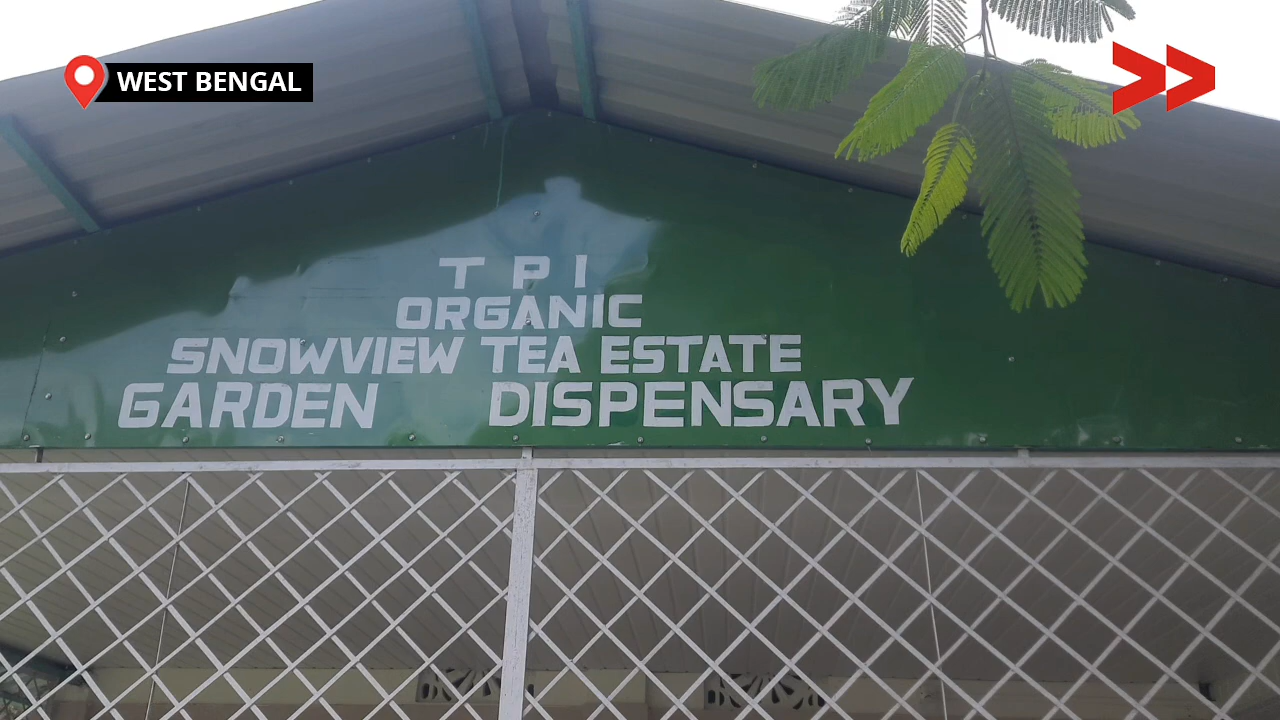 WEST BENGAL
T P I
ORGANIC
SNOWVIEW TEA ESTATE
GARDEN DISPENSARY